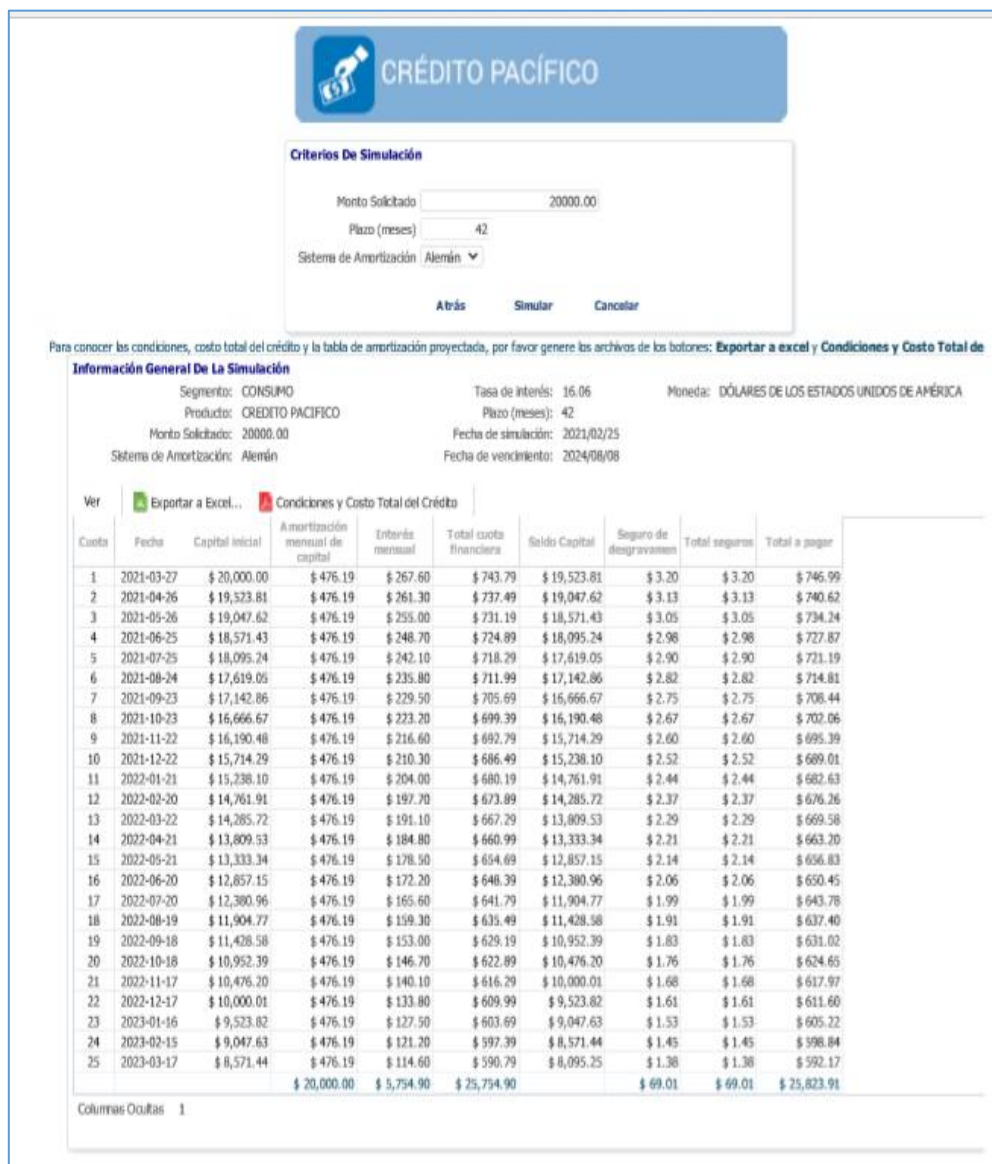 CRÉDITO PACÍFICO
Criterios De Simulación
Monto Solicitado 20000.00
Plazo (meses) 42
Sistema de Amortización Alemán
Atrás Simular Cancelar
Para conocer las condiciones, costo total del crédito y la tabla de amortización proyectada, por favor genere los archivos de los botones: Exportar a excel y Condiciones y Costo Total de
Información General De La Simulación
Segmento: CONSUMO Tasa de interés: 16.06 Moneda: DÓLARES DE LOS ESTADOS UNIDOS DE AMÉRICA
Producto: CREDITO PACIFICO Plazo (meses): 42
Monto Solicitado: 20000.00 Fecha de simulación: 2021/02/25
Sistema de Amortización: Alemán Fecha de vencimiento: 2024/08/08
Ver Exportar a Excel... Condiciones y Costo Total del Crédito
Cuota Fecha Capital inicial Amortización mensual de capital Interés mensual Total cuota financiera Saldo Capital Seguro de desgravamen Total seguros Total a pagar
1 2021-03-27 $ 20,000.00 $ 476.19 $ 267.60 $ 743.79 $ 19,523.81 $ 3.20 $ 3.20 $ 746.99
2 2021-04-26 $ 19,523.81 $ 476.19 $ 261.30 $ 737.49 $ 19,047.62 $ 3.13 $ 3.13 $ 740.62
3 2021-05-26 $ 19,047.62 $ 476.19 $ 255.00 $ 731.19 $ 18,571.43 $ 3.05 $ 3.05 $ 734.24
4 2021-06-25 $ 18,571.43 $ 476.19 $ 248.70 $ 724.89 $ 18,095.24 $ 2.98 $ 2.98 $ 727.87
5 2021-07-25 $ 18,095.24 $ 476.19 $ 242.10 $ 718.29 $ 17,619.05 $ 2.90 $ 2.90 $ 721.19
6 2021-08-24 $ 17,619.05 $ 476.19 $ 235.80 $ 711.99 $ 17,142.86 $ 2.82 $ 2.82 $ 714.81
7 2021-09-23 $ 17,142.86 $ 476.19 $ 229.50 $ 705.69 $ 16,666.67 $ 2.75 $ 2.75 $ 708.44
8 2021-10-23 $ 16,666.67 $ 476.19 $ 223.20 $ 699.39 $ 16,190.48 $ 2.67 $ 2.67 $ 702.06
9 2021-11-22 $ 16,190.48 $ 476.19 $ 216.60 $ 692.79 $ 15,714.29 $ 2.60 $ 2.60 $ 695.39
10 2021-12-22 $ 15,714.29 $ 476.19 $ 210.30 $ 686.49 $ 15,238.10 $ 2.52 $ 2.52 $ 689.01
11 2022-01-21 $ 15,238.10 $ 476.19 $ 204.00 $ 680.19 $ 14,761.91 $ 2.44 $ 2.44 $ 682.63
12 2022-02-20 $ 14,761.91 $ 476.19 $ 197.70 $ 673.89 $ 14,285.72 $ 2.37 $ 2.37 $ 676.26
13 2022-03-22 $ 14,285.72 $ 476.19 $ 191.10 $ 667.29 $ 13,809.53 $ 2.29 $ 2.29 $ 669.58
14 2022-04-21 $ 13,809.53 $ 476.19 $ 184.80 $ 660.99 $ 13,333.34 $ 2.21 $ 2.21 $ 663.20
15 2022-05-21 $ 13,333.34 $ 476.19 $ 178.50 $ 654.69 $ 12,857.15 $ 2.14 $ 2.14 $ 656.83
16 2022-06-20 $ 12,857.15 $ 476.19 $ 172.20 $ 648.39 $ 12,380.96 $ 2.06 $ 2.06 $ 650.45
17 2022-07-20 $ 12,380.96 $ 476.19 $ 165.60 $ 641.79 $ 11,904.77 $ 1.99 $ 1.99 $ 643.78
18 2022-08-19 $ 11,904.77 $ 476.19 $ 159.30 $ 635.49 $ 11,428.58 $ 1.91 $ 1.91 $ 637.40
19 2022-09-18 $ 11,428.58 $ 476.19 $ 153.00 $ 629.19 $ 10,952.39 $ 1.83 $ 1.83 $ 631.02
20 2022-10-18 $ 10,952.39 $ 476.19 $ 146.70 $ 622.89 $ 10,476.20 $ 1.76 $ 1.76 $ 624.65
21 2022-11-17 $ 10,476.20 $ 476.19 $ 140.10 $ 616.29 $ 10,000.01 $ 1.68 $ 1.68 $ 617.97
22 2022-12-17 $ 10,000.01 $ 476.19 $ 133.80 $ 609.99 $ 9,523.82 $ 1.61 $ 1.61 $ 611.60
23 2023-01-16 $ 9,523.82 $ 476.19 $ 127.50 $ 603.69 $ 9,047.63 $ 1.53 $ 1.53 $ 605.22
24 2023-02-15 $ 9,047.63 $ 476.19 $ 121.20 $ 597.39 $ 8,571.44 $ 1.45 $ 1.45 $ 598.84
25 2023-03-17 $ 8,571.44 $ 476.19 $ 114.60 $ 590.79 $ 8,095.25 $ 1.38 $ 1.38 $ 592.17
$ 20,000.00 $ 5,754.90 $ 25,754.90 $ 69.01 $ 69.01 $ 25,823.91
Columnas Ocultas 1